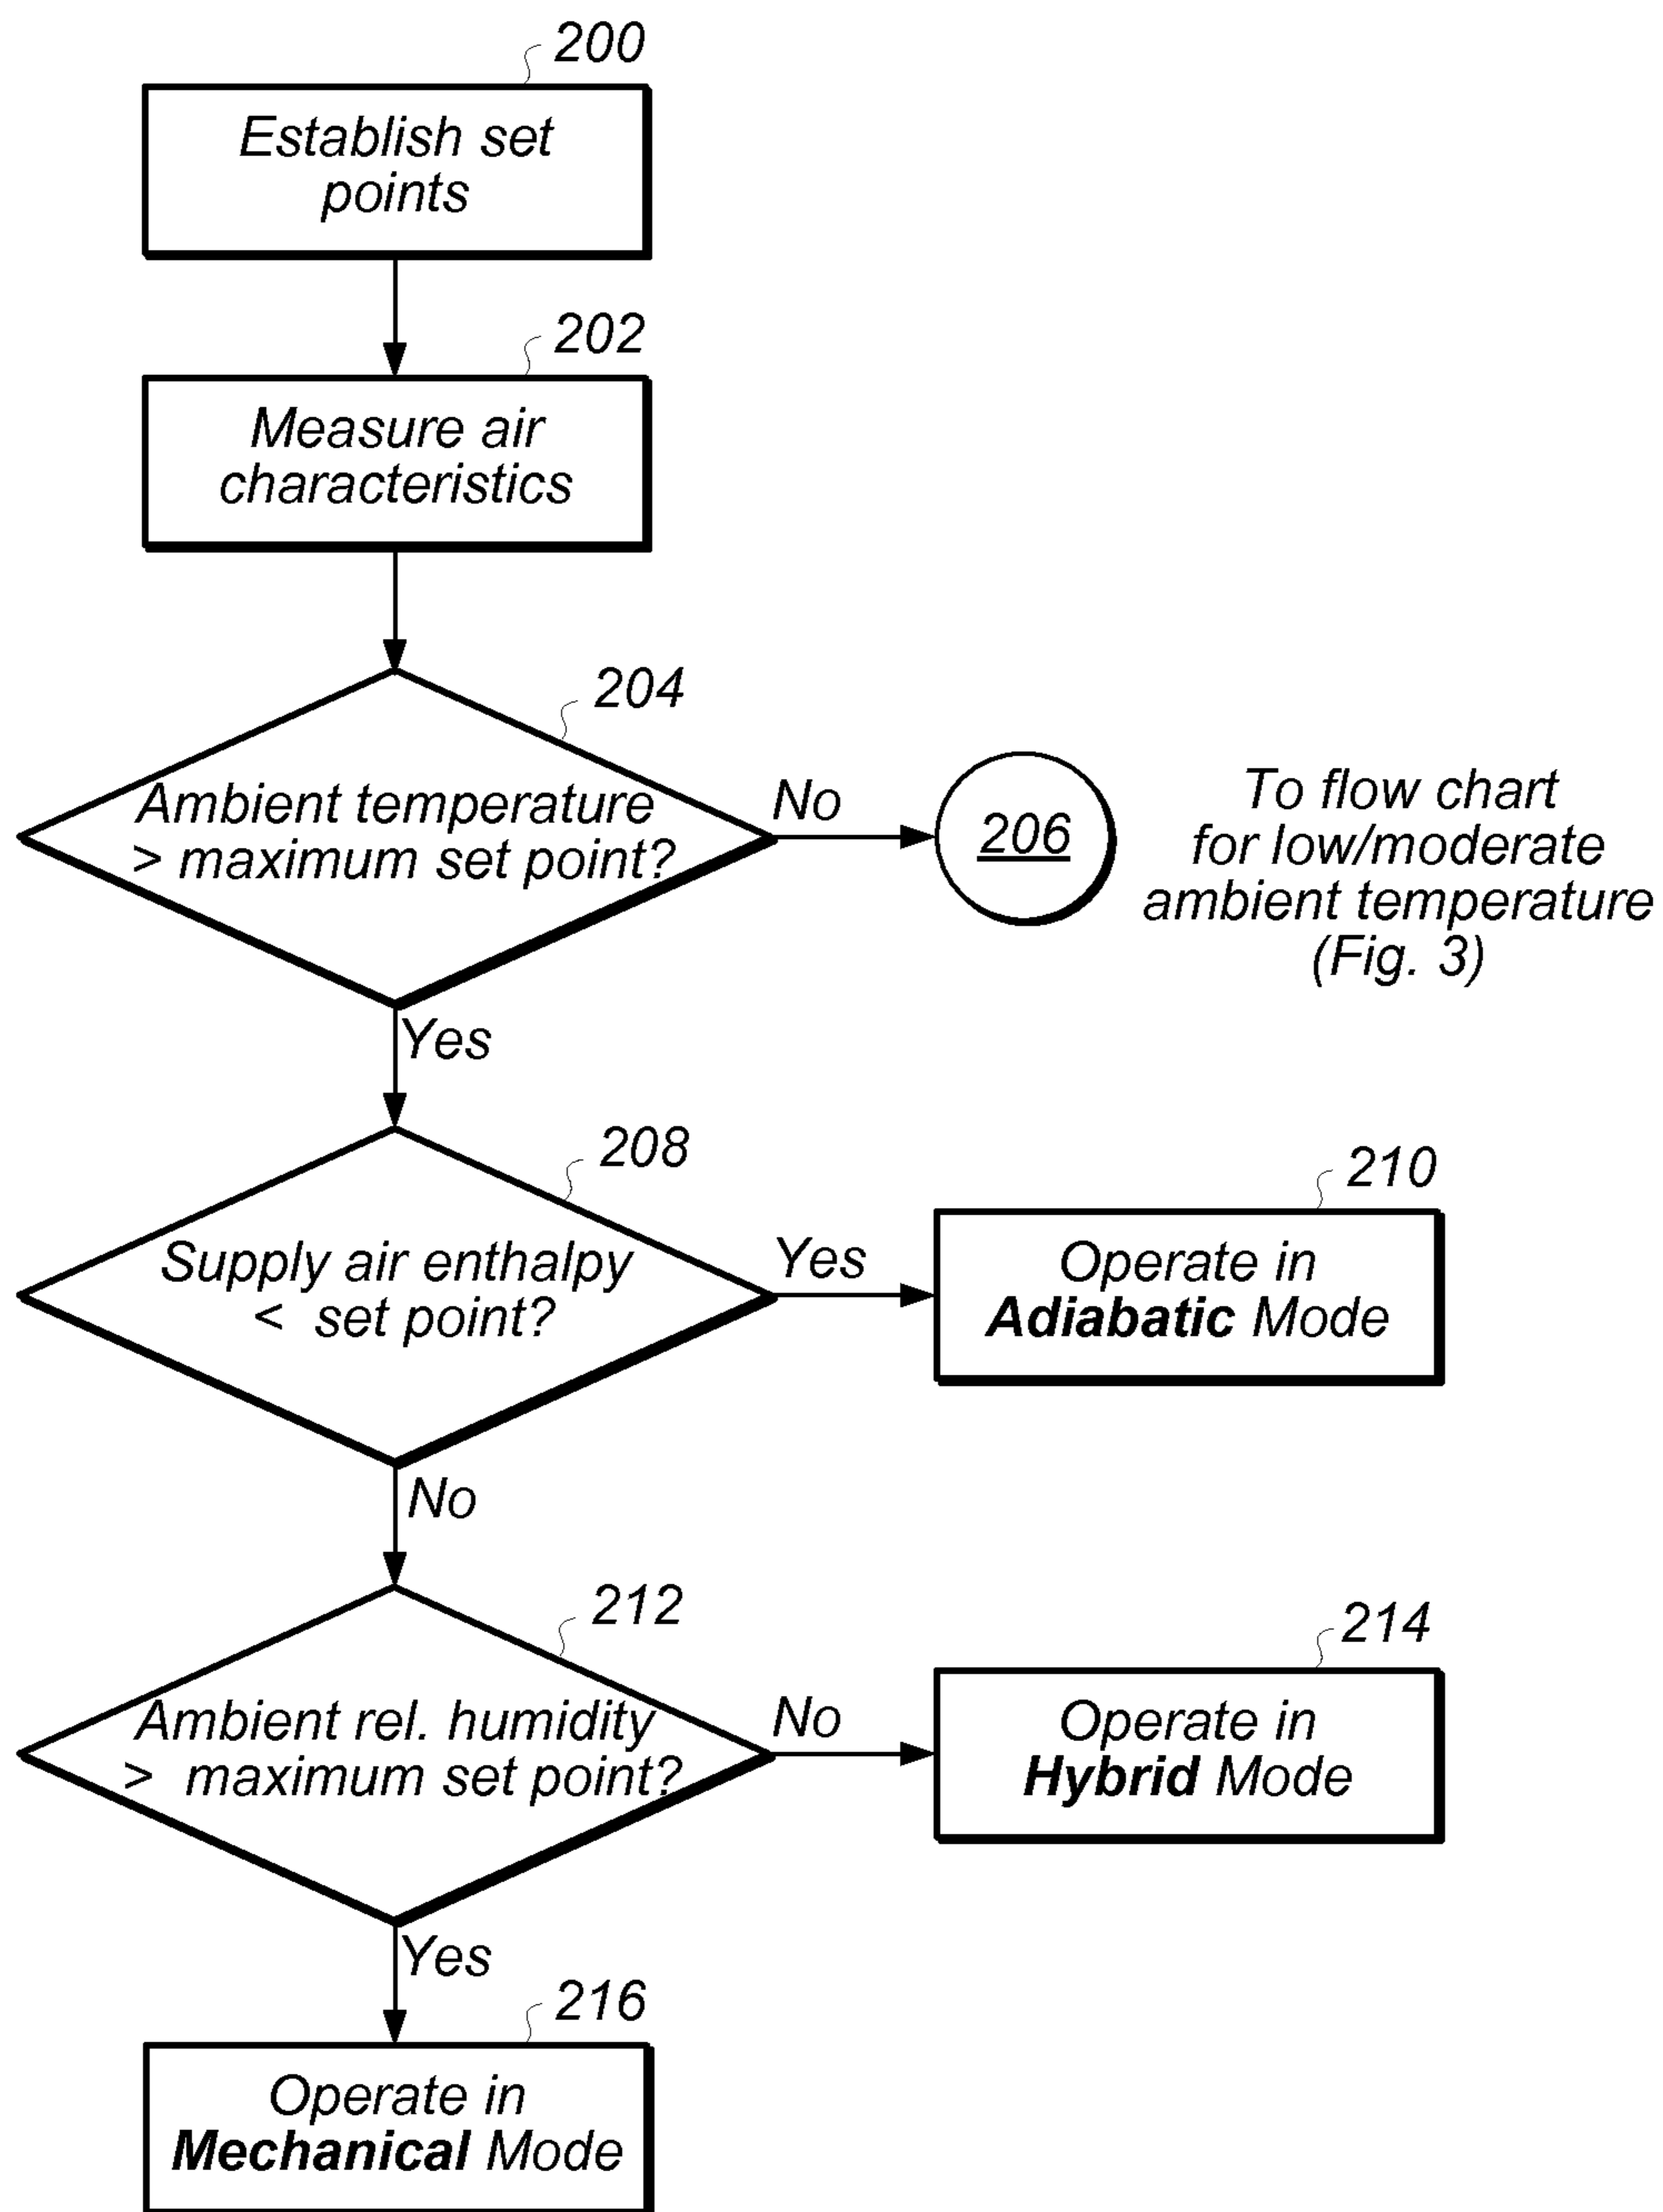 200
Establish set
points
202
Measure air
characteristics
204
Ambient temperature
> maximum set point?
No
206
To flow chart
for low/moderate
ambient temperature
(Fig. 3)
Yes
208
Supply air enthalpy
< set point?
Yes
210
Operate in
Adiabatic Mode
No
212
Ambient rel. humidity
> maximum set point?
No
214
Operate in
Hybrid Mode
Yes
216
Operate in
Mechanical Mode